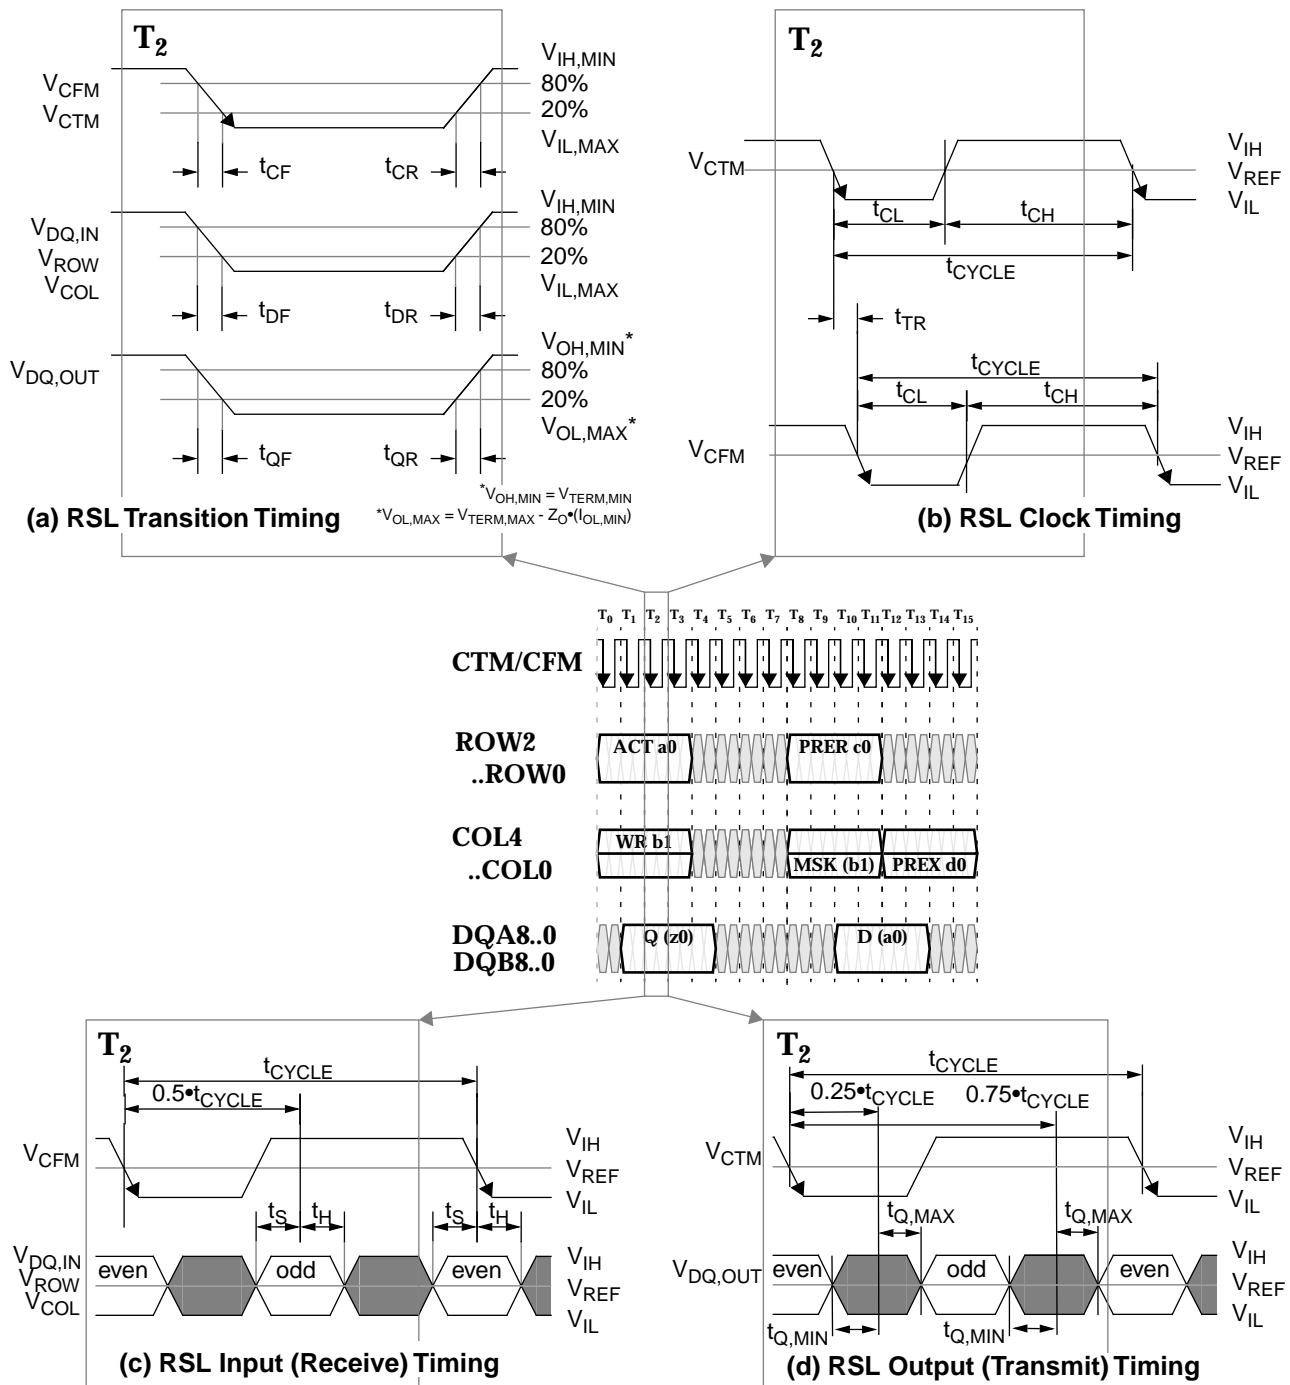 T2
VIH,MIN
VCFM
80%
VCTM
20%
VIL,MAX
tCF
tCR
VIH,MIN
VDQ,IN
80%
VROW
20%
VCOL
VIL,MAX
tDF
tDR
VOH,MIN*
VDQ,OUT
80%
20%
VOL,MAX*
tQF
tQR
*VOH,MIN = VTERM,MIN
*VOL,MAX = VTERM,MAX - ZO•(IOL,MIN)
(a) RSL Transition Timing
T2
VCTM
VIH
VREF
VIL
tCL
tCH
tCYCLE
tTR
tCYCLE
tCL
tCH
VCFM
VIH
VREF
VIL
(b) RSL Clock Timing
T0 T1 T2 T3 T4 T5 T6 T7 T8 T9 T10 T11 T12 T13 T14 T15
CTM/CFM
ROW2
..ROW0
ACT a0
PRER c0
COL4
..COL0
WR b1
MSK (b1)
PREX d0
DQA8..0
DQB8..0
Q (z0)
D (a0)
T2
tCYCLE
0.5•tCYCLE
VCFM
VIH
VREF
VIL
tS
tH
tS
tH
VDQ,IN
VROW
VCOL
even
odd
even
VIH
VREF
VIL
(c) RSL Input (Receive) Timing
T2
tCYCLE
0.25•tCYCLE
0.75•tCYCLE
VCTM
VIH
VREF
VIL
tQ,MAX
tQ,MAX
VDQ,OUT
even
odd
even
VIH
VREF
VIL
tQ,MIN
tQ,MIN
(d) RSL Output (Transmit) Timing